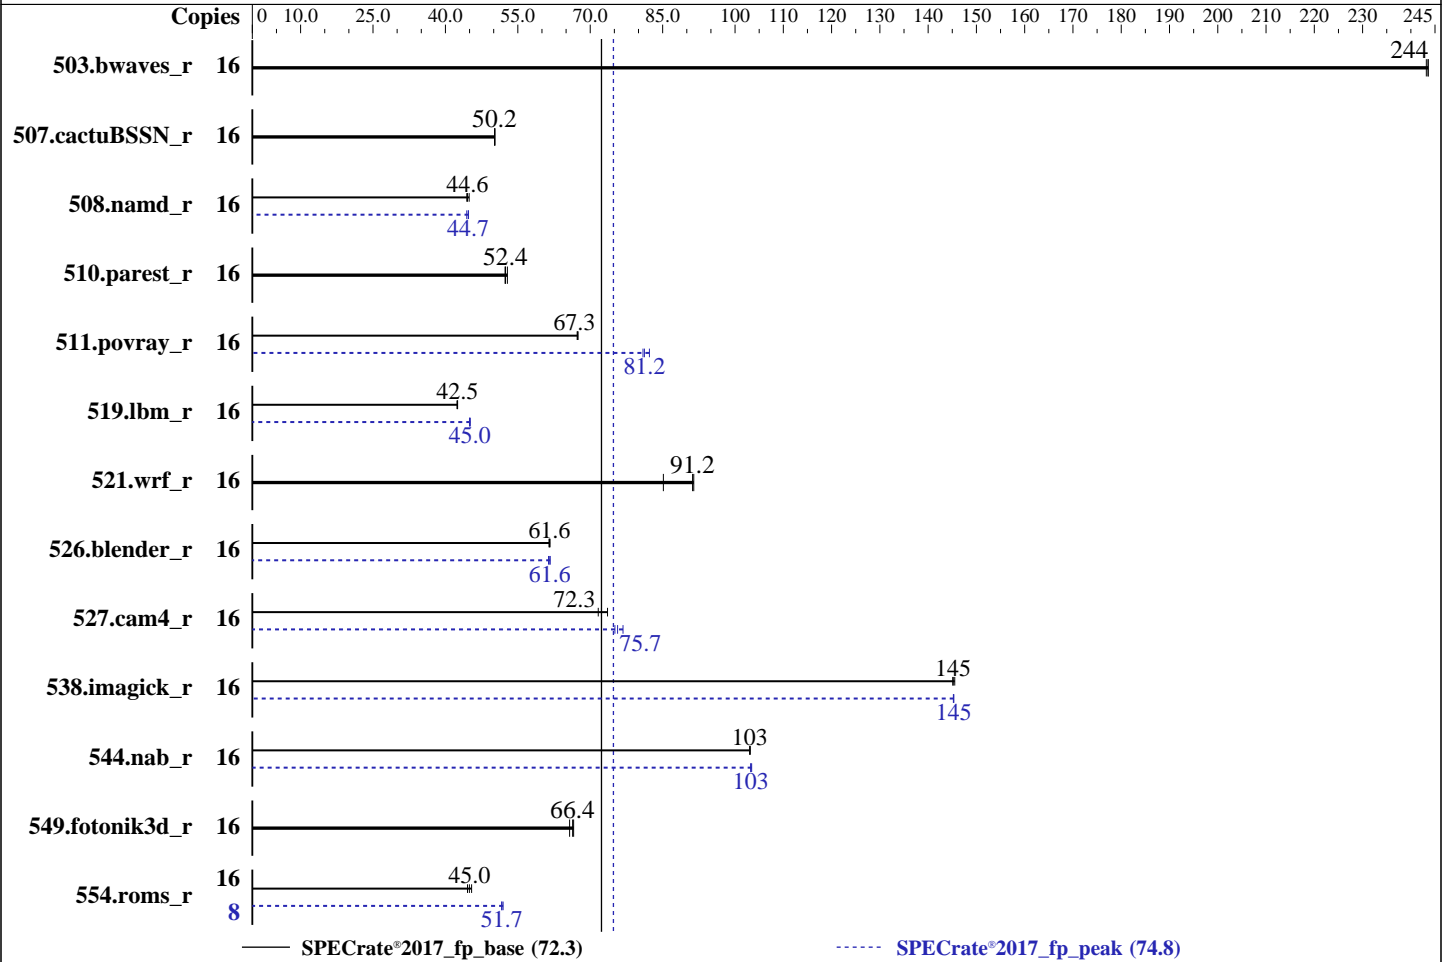 Copies 0 10.0 25.0 40.0 55.0 70.0 85.0 100 110 120 130 140 150 160 170 180 190 200 210 220 230 245
503.bwaves_r 16 244
507.cactuBSSN_r 16 50.2
508.namd_r 16 44.6
44.7
510.parest_r 16 52.4
511.povray_r 16 67.3
81.2
519.lbm_r 16 42.5
45.0
521.wrf_r 16 91.2
526.blender_r 16 61.6
61.6
527.cam4_r 16 72.3
75.7
538.imagick_r 16 145
145
544.nab_r 16 103
103
549.fotonik3d_r 16 66.4
554.roms_r 16 45.0
8 51.7
SPECrate®2017_fp_base (72.3) SPECrate®2017_fp_peak (74.8)